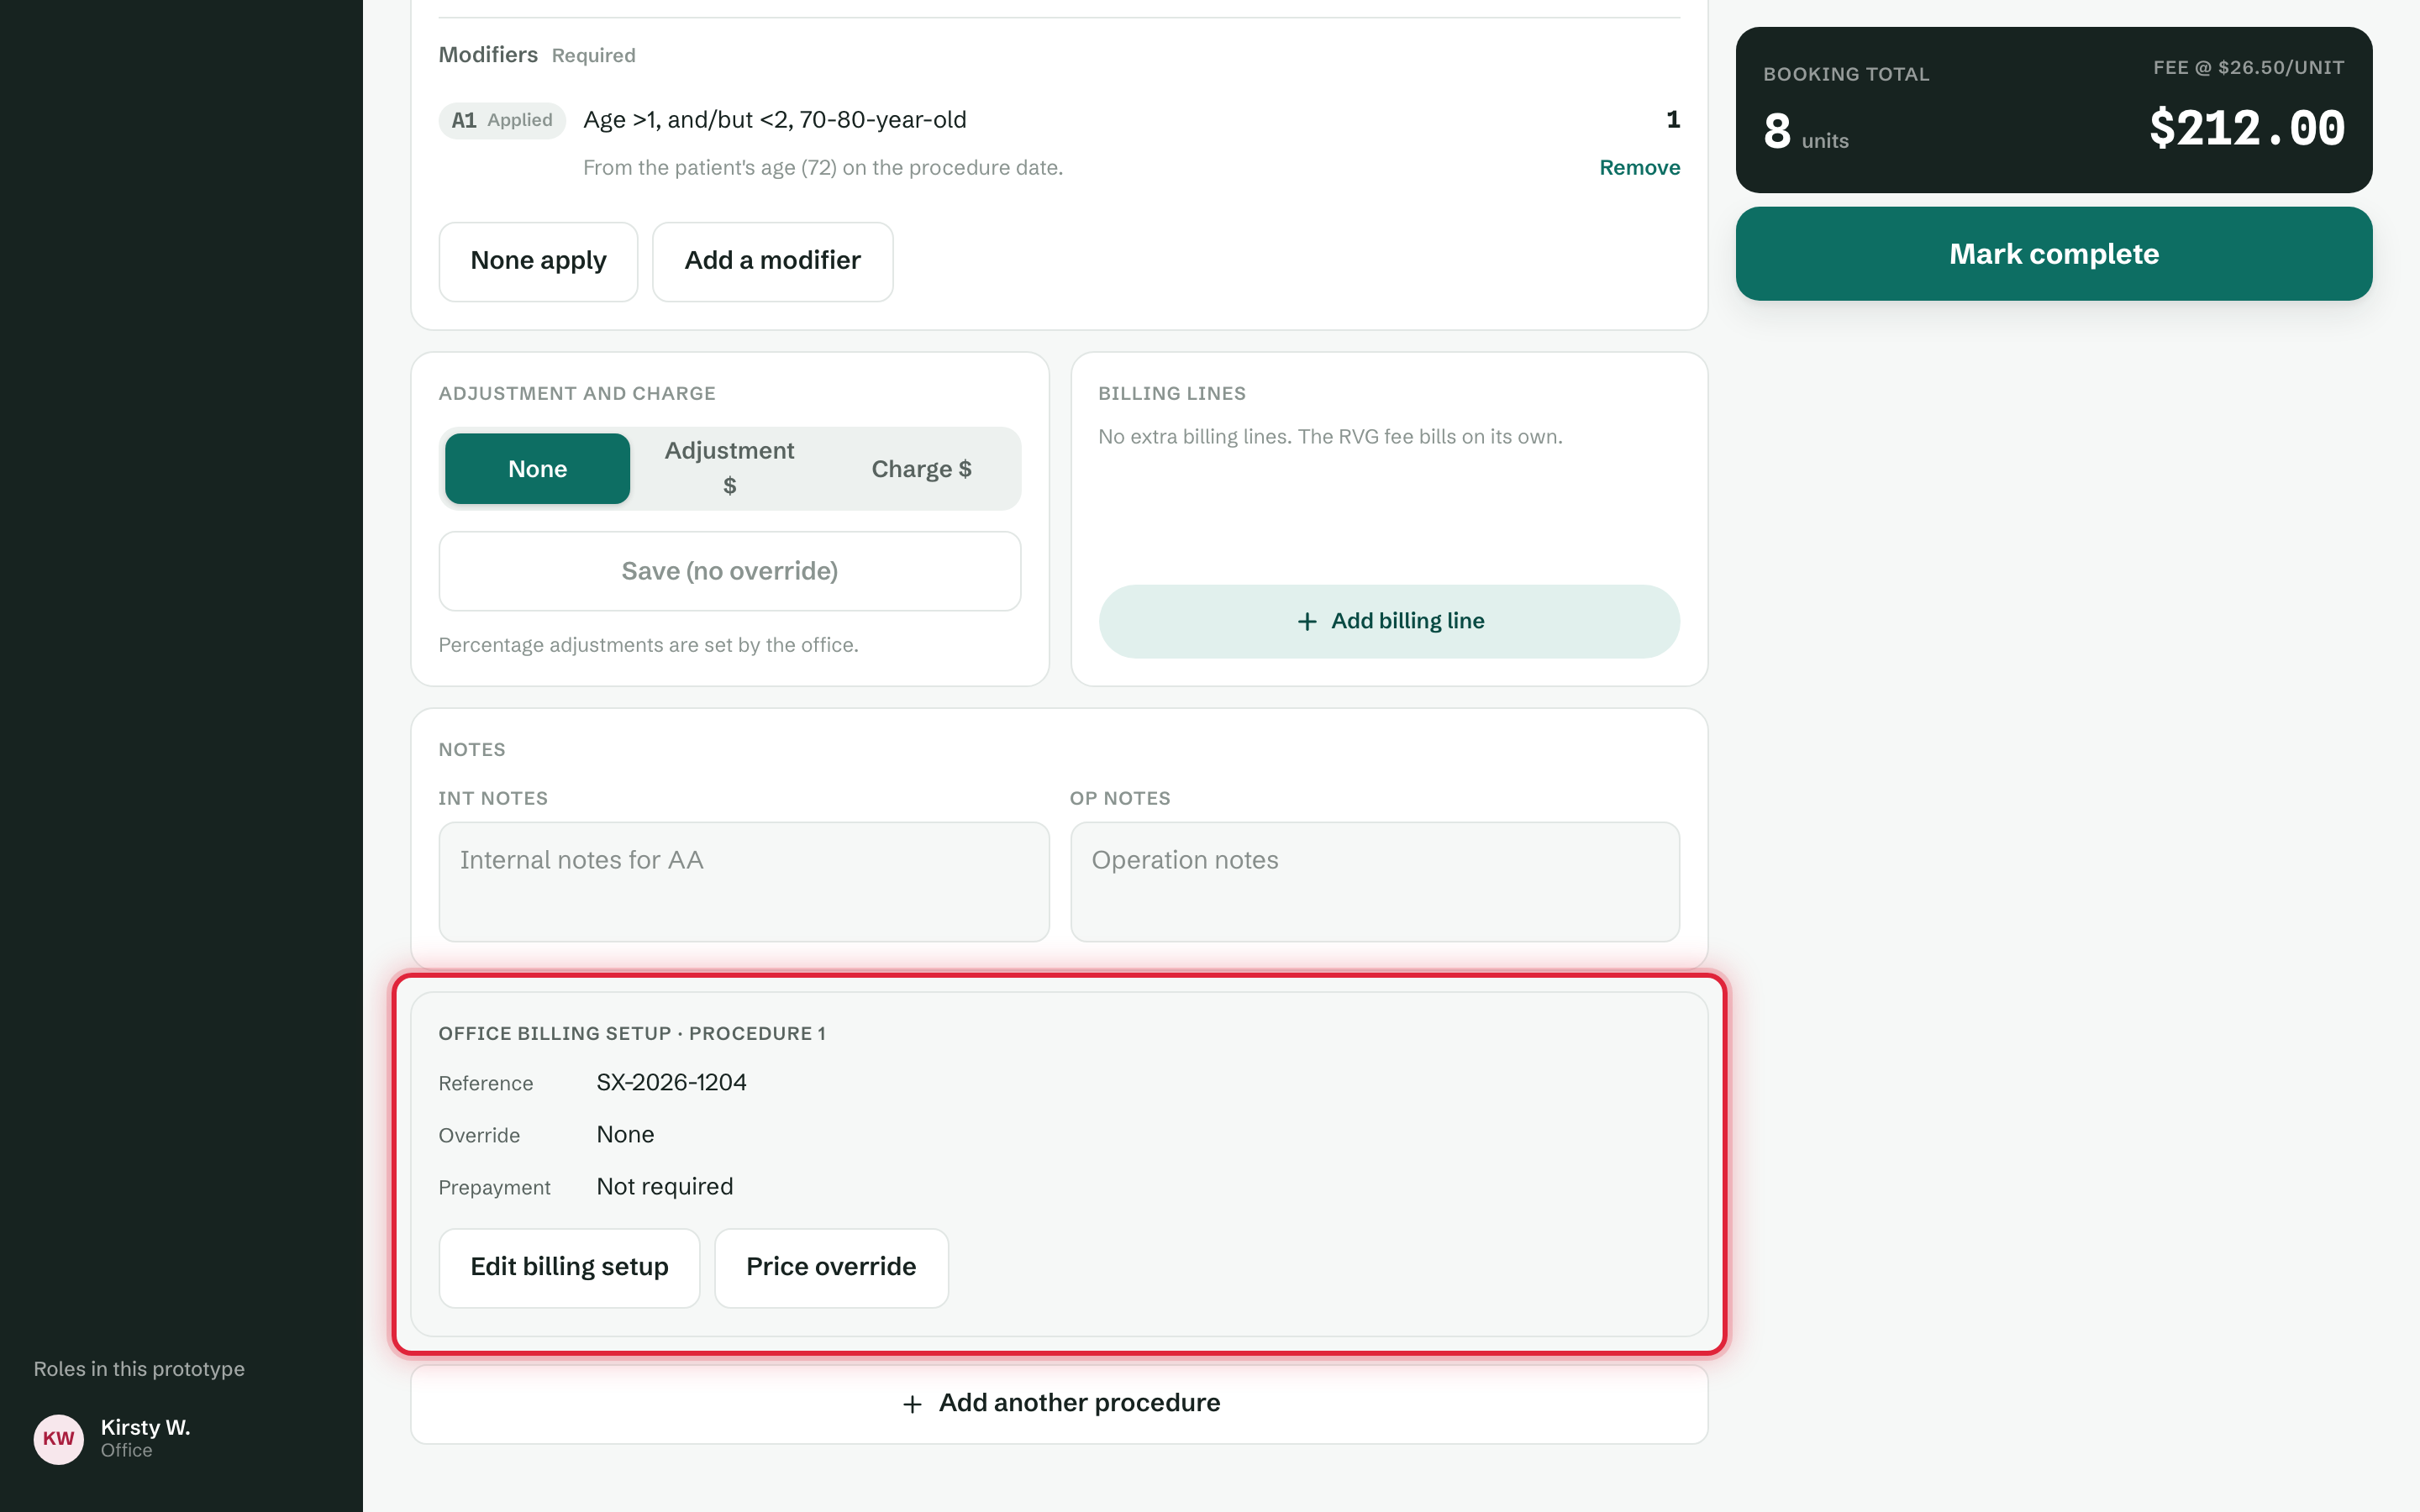 Modifiers Required
A1 Applied Age >1, and/but <2, 70-80-year-old 1
From the patient's age (72) on the procedure date. Remove
None apply Add a modifier
ADJUSTMENT AND CHARGE
None Adjustment $ Charge $
Save (no override)
Percentage adjustments are set by the office.
BILLING LINES
No extra billing lines. The RVG fee bills on its own.
+ Add billing line
NOTES
INT NOTES
Internal notes for AA
OP NOTES
Operation notes
OFFICE BILLING SETUP · PROCEDURE 1
Reference SX-2026-1204
Override None
Prepayment Not required
Edit billing setup Price override
+ Add another procedure
BOOKING TOTAL FEE @ $26.50/UNIT
8 units $212.00
Mark complete
Roles in this prototype
KW Kirsty W.
Office